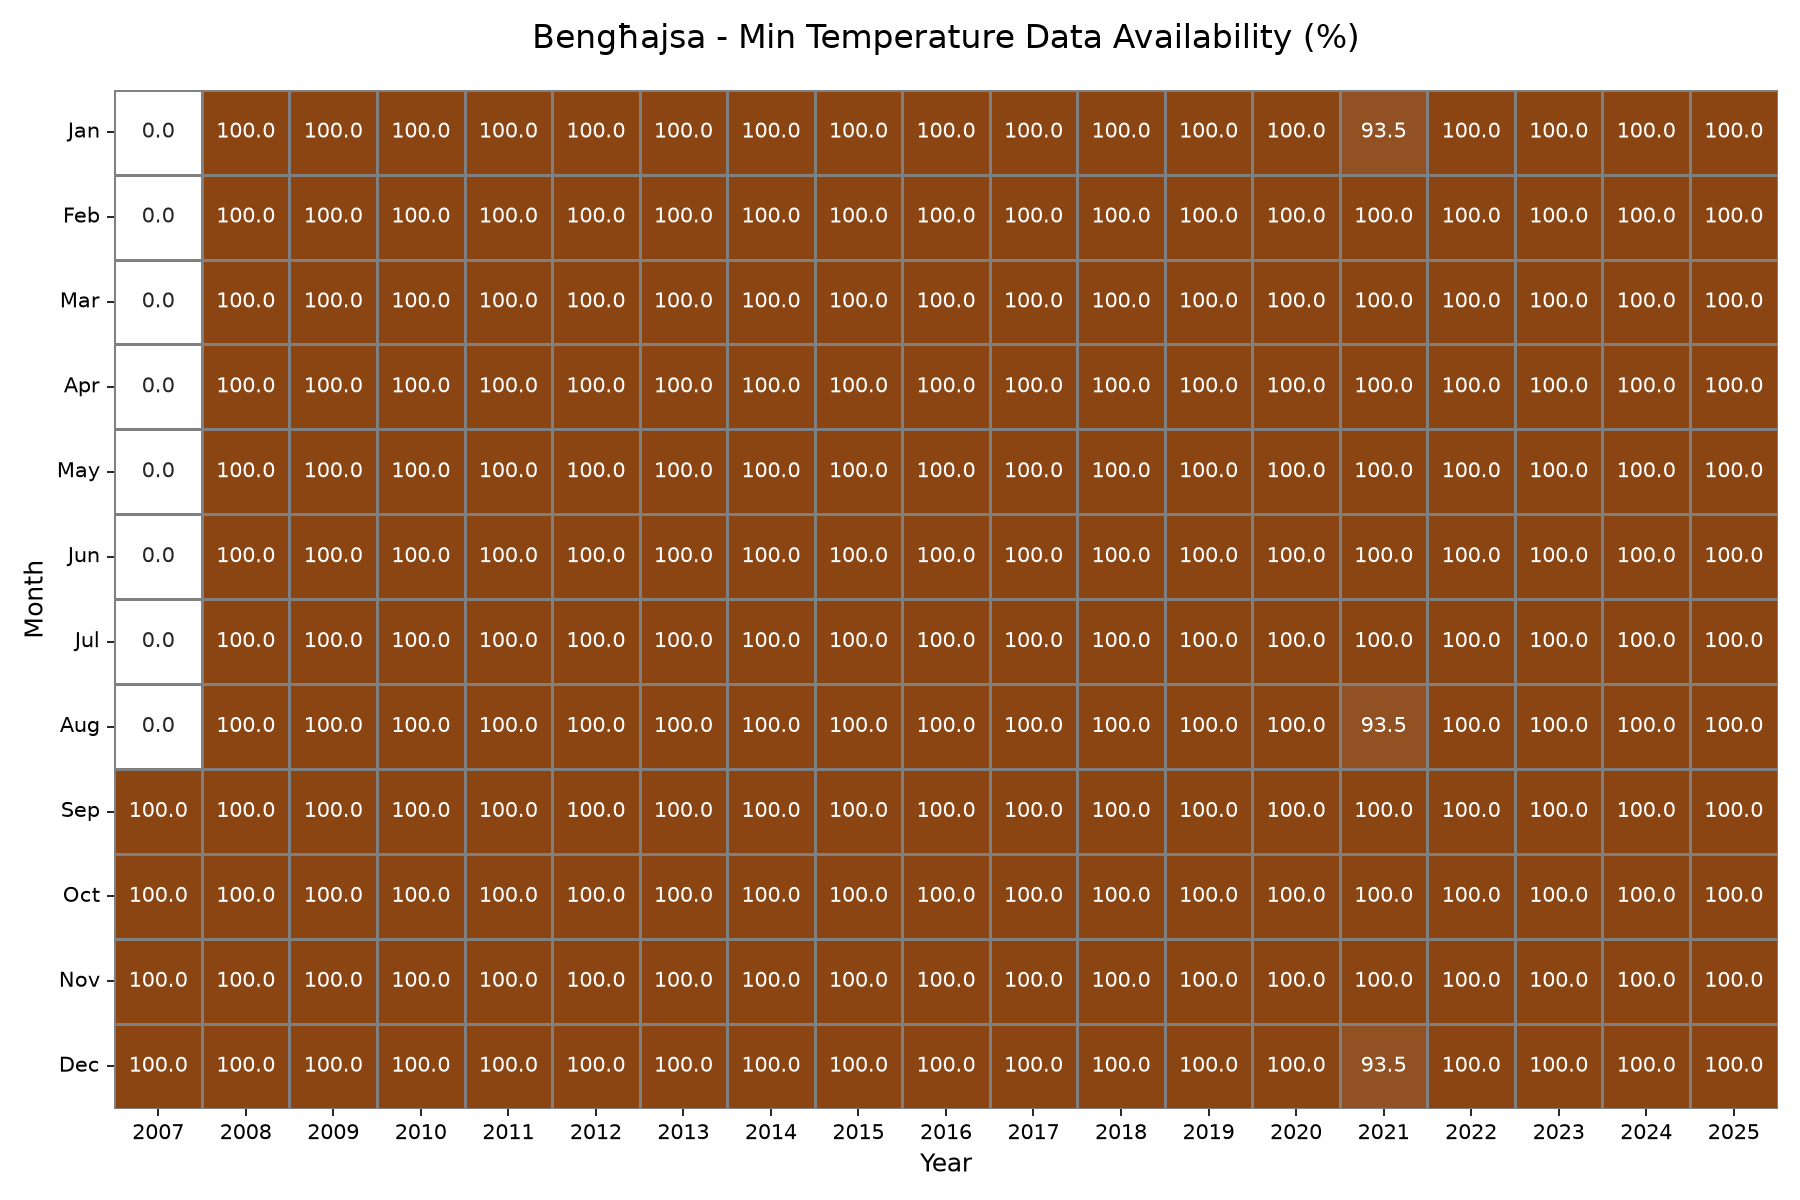 Bengħajsa - Min Temperature Data Availability (%)
Month
Jan 0.0 100.0 100.0 100.0 100.0 100.0 100.0 100.0 100.0 100.0 100.0 100.0 100.0 100.0 93.5 100.0 100.0 100.0 100.0
Feb 0.0 100.0 100.0 100.0 100.0 100.0 100.0 100.0 100.0 100.0 100.0 100.0 100.0 100.0 100.0 100.0 100.0 100.0 100.0
Mar 0.0 100.0 100.0 100.0 100.0 100.0 100.0 100.0 100.0 100.0 100.0 100.0 100.0 100.0 100.0 100.0 100.0 100.0 100.0
Apr 0.0 100.0 100.0 100.0 100.0 100.0 100.0 100.0 100.0 100.0 100.0 100.0 100.0 100.0 100.0 100.0 100.0 100.0 100.0
May 0.0 100.0 100.0 100.0 100.0 100.0 100.0 100.0 100.0 100.0 100.0 100.0 100.0 100.0 100.0 100.0 100.0 100.0 100.0
Jun 0.0 100.0 100.0 100.0 100.0 100.0 100.0 100.0 100.0 100.0 100.0 100.0 100.0 100.0 100.0 100.0 100.0 100.0 100.0
Jul 0.0 100.0 100.0 100.0 100.0 100.0 100.0 100.0 100.0 100.0 100.0 100.0 100.0 100.0 100.0 100.0 100.0 100.0 100.0
Aug 0.0 100.0 100.0 100.0 100.0 100.0 100.0 100.0 100.0 100.0 100.0 100.0 100.0 100.0 93.5 100.0 100.0 100.0 100.0
Sep 100.0 100.0 100.0 100.0 100.0 100.0 100.0 100.0 100.0 100.0 100.0 100.0 100.0 100.0 100.0 100.0 100.0 100.0 100.0
Oct 100.0 100.0 100.0 100.0 100.0 100.0 100.0 100.0 100.0 100.0 100.0 100.0 100.0 100.0 100.0 100.0 100.0 100.0 100.0
Nov 100.0 100.0 100.0 100.0 100.0 100.0 100.0 100.0 100.0 100.0 100.0 100.0 100.0 100.0 100.0 100.0 100.0 100.0 100.0
Dec 100.0 100.0 100.0 100.0 100.0 100.0 100.0 100.0 100.0 100.0 100.0 100.0 100.0 100.0 93.5 100.0 100.0 100.0 100.0
2007 2008 2009 2010 2011 2012 2013 2014 2015 2016 2017 2018 2019 2020 2021 2022 2023 2024 2025
Year